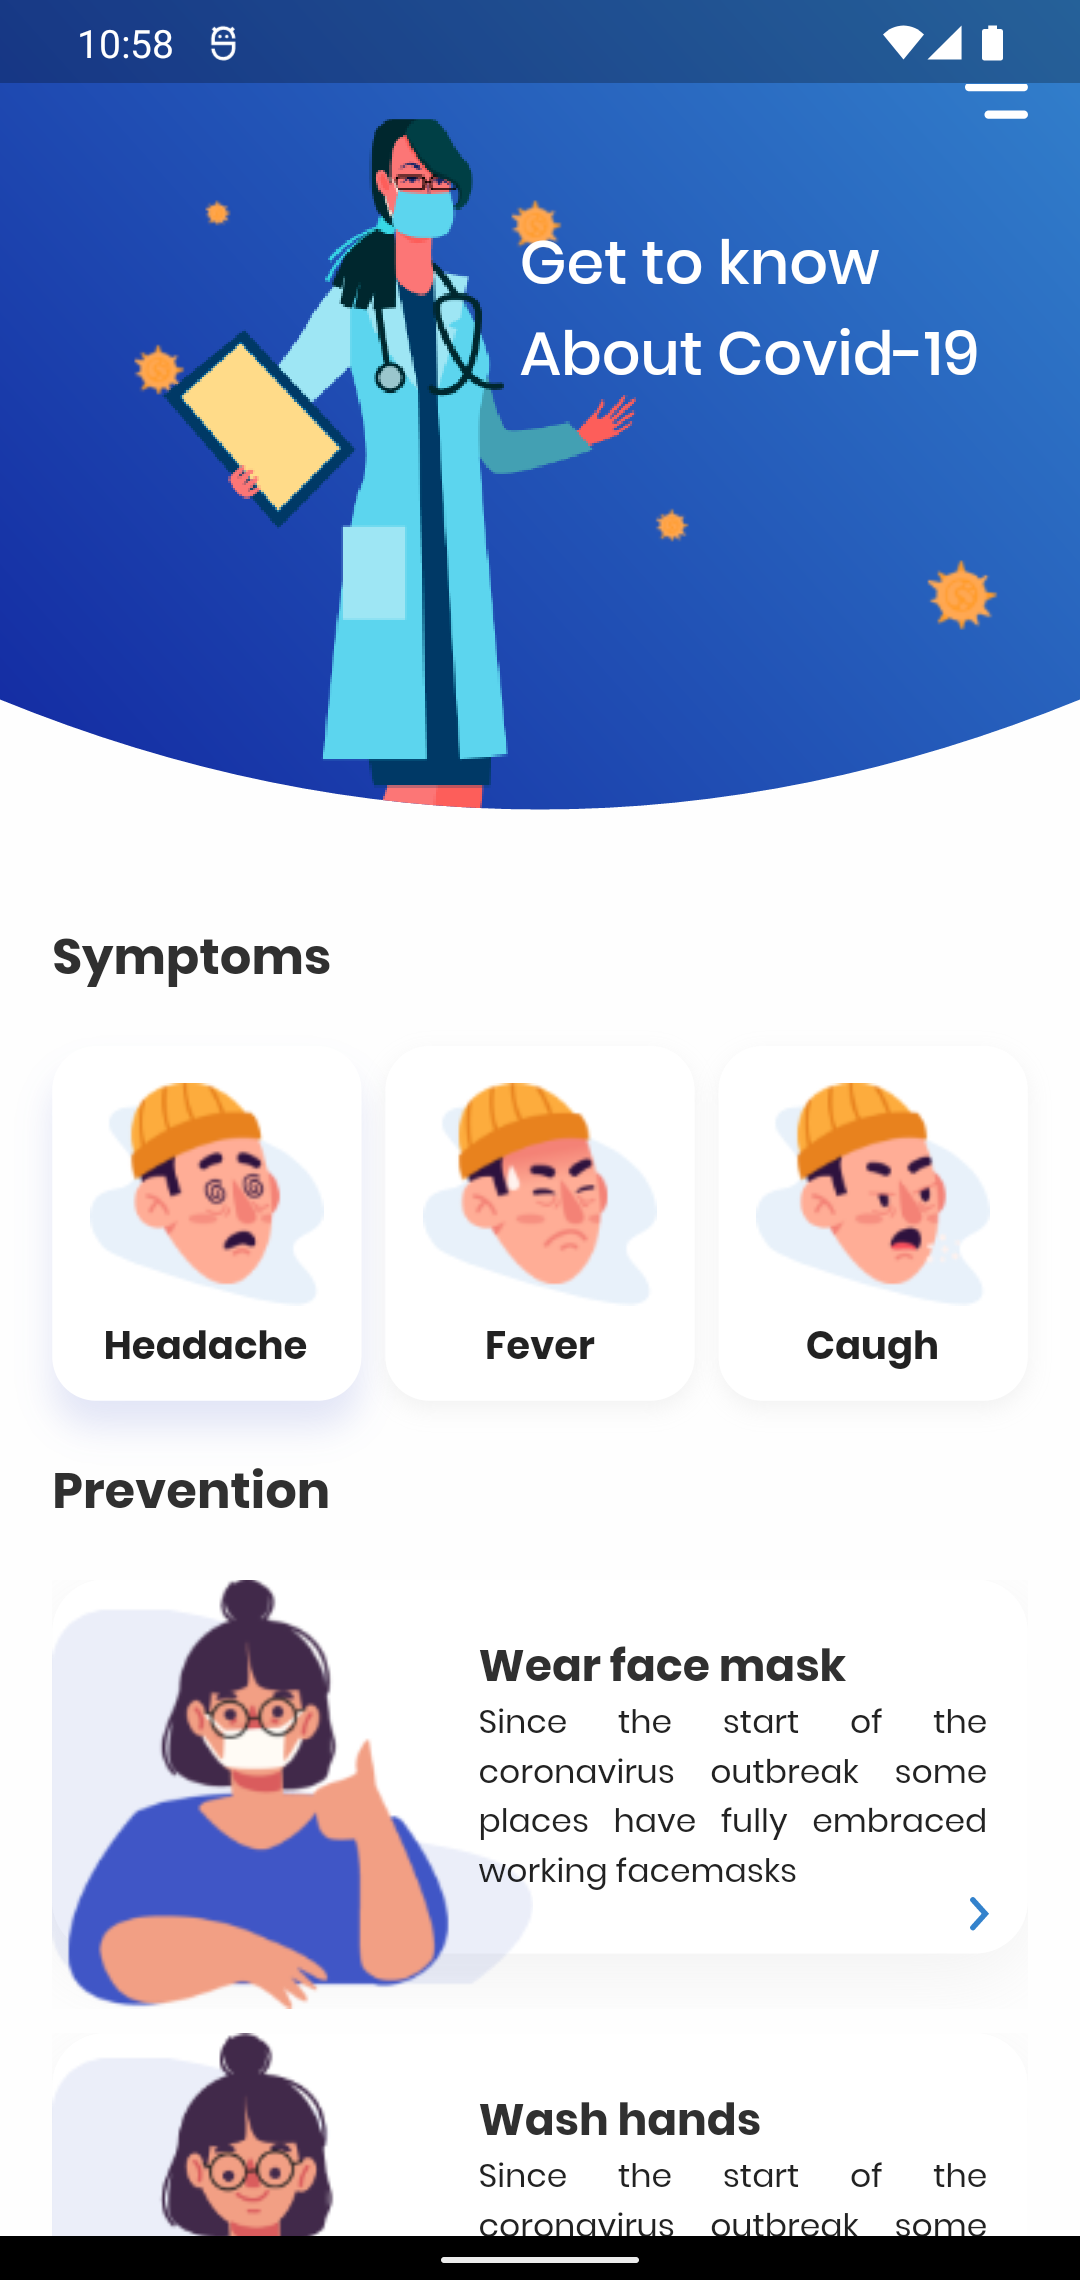 10:58
Get to know
About Covid-19
Symptoms
Headache
Fever
Caugh
Prevention
Wear face mask
Since the start of the
coronavirus outbreak some
places have fully embraced
working facemasks
Wash hands
Since the start of the
coronavirus outbreak some